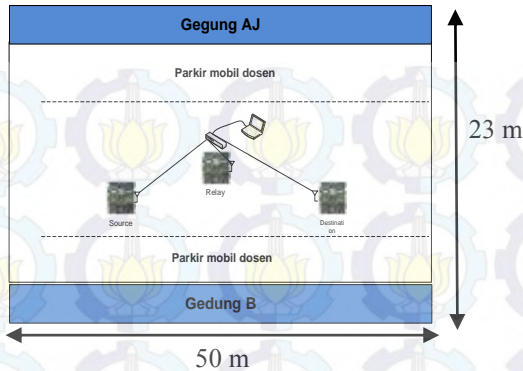 Gegung AJ
Parkir mobil dosen
23 m
Relay
Source
Destinati
on
Parkir mobil dosen
Gedung B
50 m